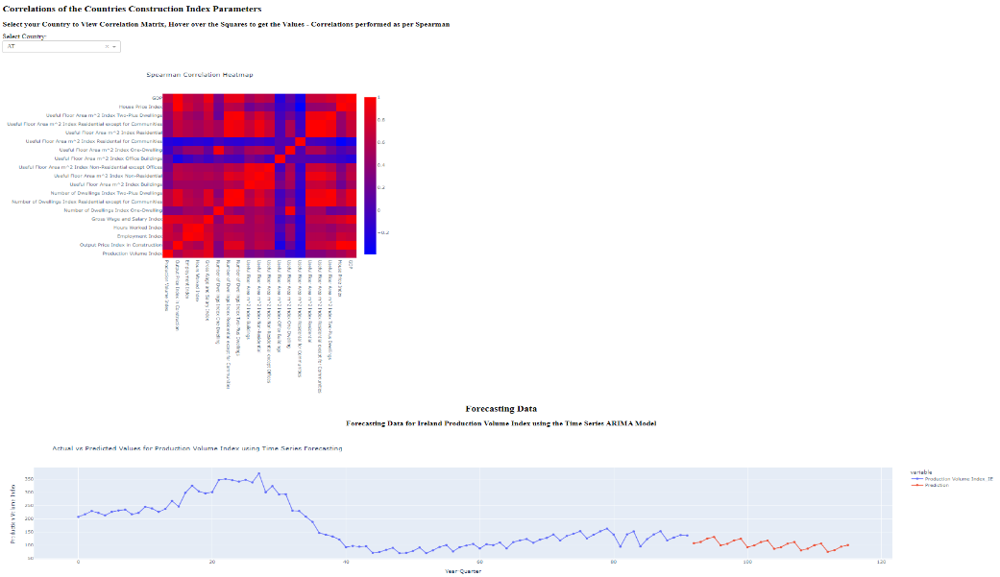 Correlations of the Countries Construction Index Parameters
Select your Country to View Correlation Matrix, Hover over the Squares to get the Values - Correlations performed as per Spearman
Select Country:
AT
Spearman Correlation Heatmap
GDP
House Price Index
Useful Floor Area m^2 Index Two-Plus Dwellings
Useful Floor Area m^2 Index Residential except for Communities
Useful Floor Area m^2 Index Residential
Useful Floor Area m^2 Index Residential for Communities
Useful Floor Area m^2 Index One-Dwelling
Useful Floor Area m^2 Index Office Buildings
Useful Floor Area m^2 Index Non-Residential except Offices
Useful Floor Area m^2 Index Non-Residential
Useful Floor Area m^2 Index Buildings
Number of Dwellings Index Two-Plus Dwellings
Number of Dwellings Index Residential except for Communities
Number of Dwellings Index One-Dwelling
Gross Wage and Salary Index
Hours Worked Index
Employment Index
Output Price Index in Construction
Production Volume Index
1
0.8
0.6
0.4
0.2
0
−0.2
Production Volume Index
Output Price Index in Construction
Employment Index
Hours Worked Index
Gross Wage and Salary Index
Number of Dwellings Index One-Dwelling
Number of Dwellings Index Residential except for Communities
Number of Dwellings Index Two-Plus Dwellings
Useful Floor Area m^2 Index Buildings
Useful Floor Area m^2 Index Non-Residential
Useful Floor Area m^2 Index Non-Residential except Offices
Useful Floor Area m^2 Index Office Buildings
Useful Floor Area m^2 Index One-Dwelling
Useful Floor Area m^2 Index Residential for Communities
Useful Floor Area m^2 Index Residential
Useful Floor Area m^2 Index Residential except for Communities
Useful Floor Area m^2 Index Two-Plus Dwellings
House Price Index
GDP
Forecasting Data
Forecasting Data for Ireland Production Volume Index using the Time Series ARIMA Model
Actual vs Predicted Values for Production Volume Index using Time Series Forecasting
Production Volume Index
350
300
250
200
150
100
50
0
20
40
60
80
100
120
Year-Quarter
variable
Production Volume Index_IE
Prediction